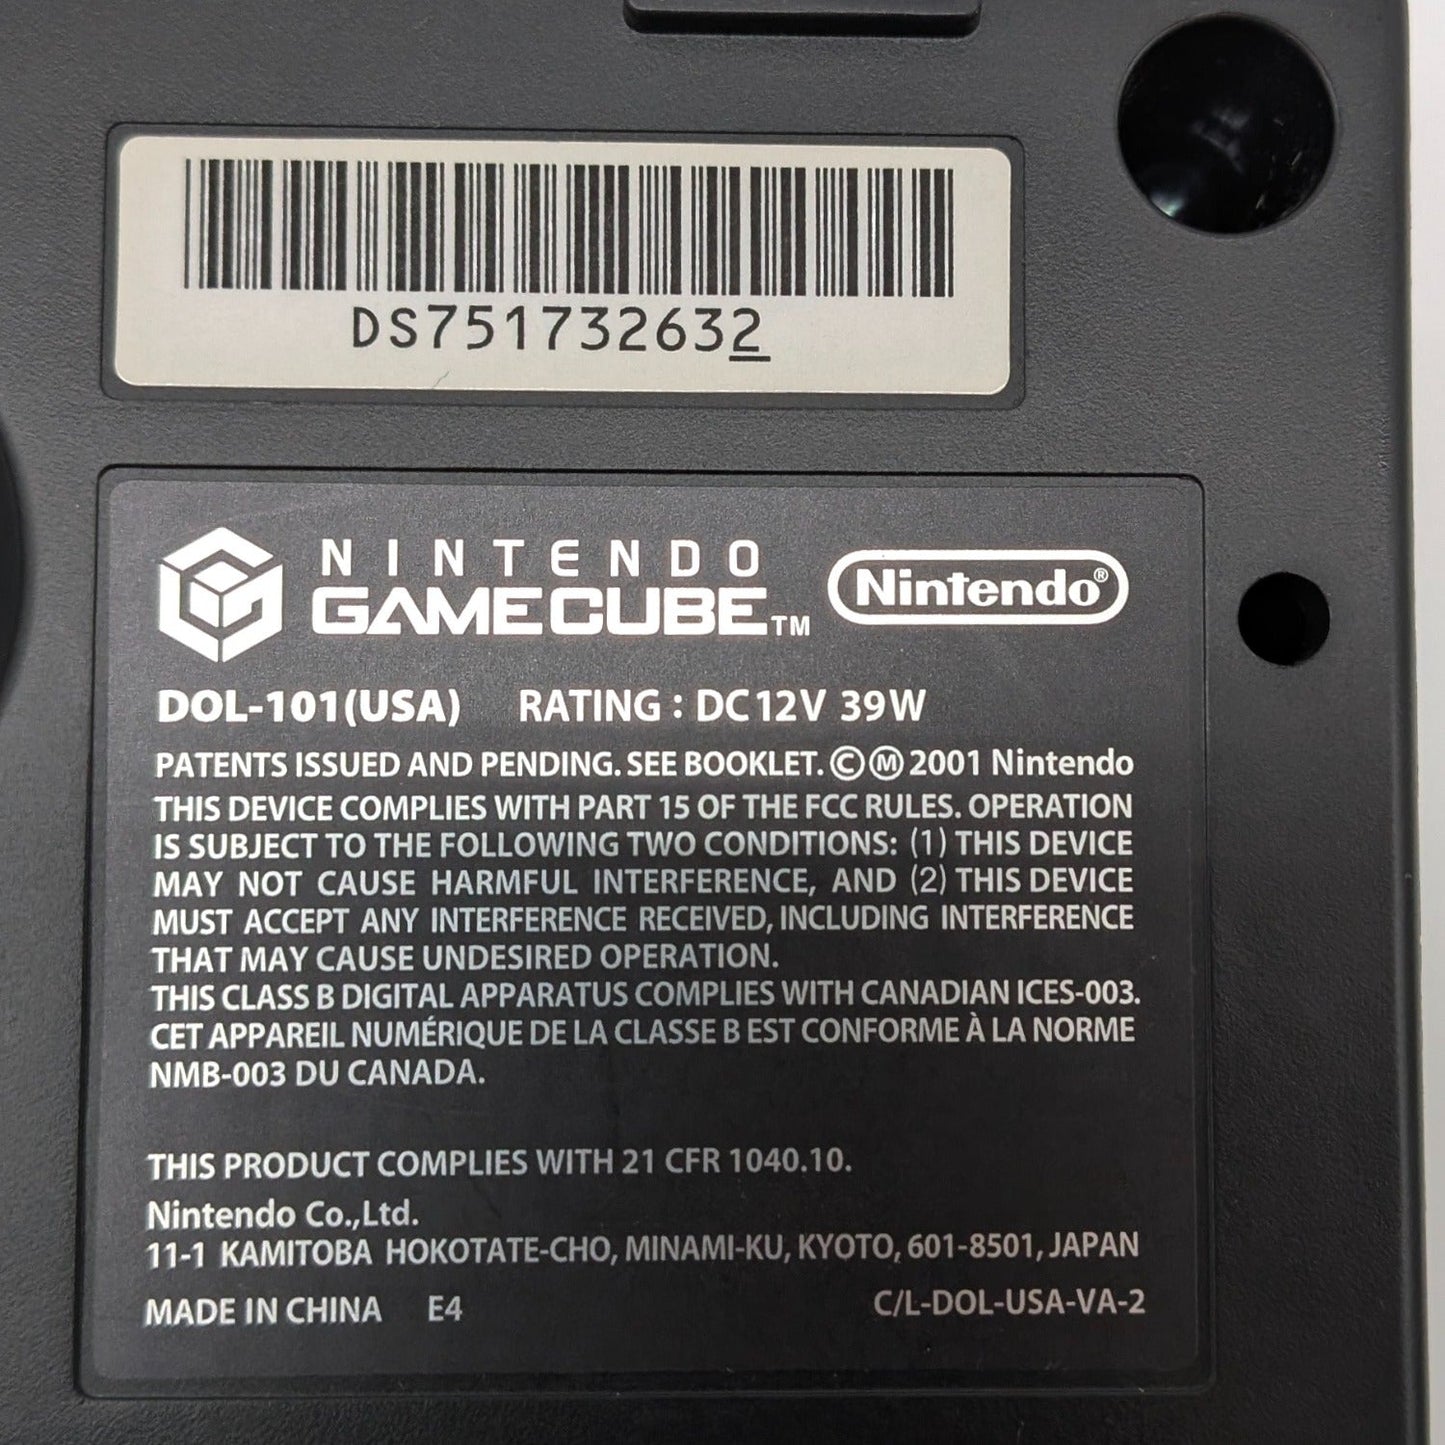 DS751732632
NINTENDO
GAMECUBE™
Nintendo®
DOL-101(USA) RATING : DC 12V 39W
PATENTS ISSUED AND PENDING. SEE BOOKLET. ©Ⓜ 2001 Nintendo
THIS DEVICE COMPLIES WITH PART 15 OF THE FCC RULES. OPERATION
IS SUBJECT TO THE FOLLOWING TWO CONDITIONS: (1) THIS DEVICE
MAY NOT CAUSE HARMFUL INTERFERENCE, AND (2) THIS DEVICE
MUST ACCEPT ANY INTERFERENCE RECEIVED, INCLUDING INTERFERENCE
THAT MAY CAUSE UNDESIRED OPERATION.
THIS CLASS B DIGITAL APPARATUS COMPLIES WITH CANADIAN ICES-003.
CET APPAREIL NUMÉRIQUE DE LA CLASSE B EST CONFORME À LA NORME
NMB-003 DU CANADA.
THIS PRODUCT COMPLIES WITH 21 CFR 1040.10.
Nintendo Co.,Ltd.
11-1 KAMITOBA HOKOTATE-CHO, MINAMI-KU, KYOTO, 601-8501, JAPAN
MADE IN CHINA E4 C/L-DOL-USA-VA-2